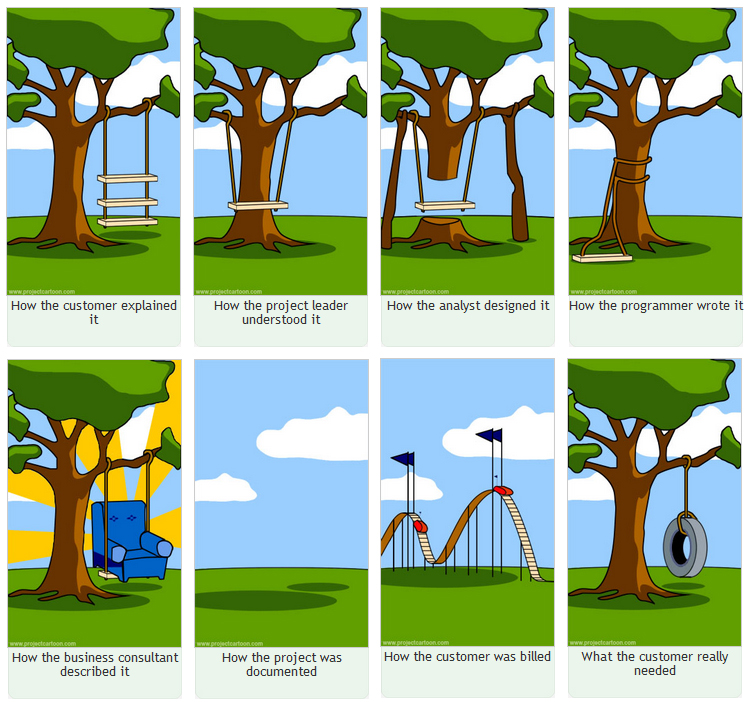 www.projectcartoon.com
www.projectcartoon.com
www.projectcartoon.com
www.projectcartoon.com
How the customer explained
it
How the project leader
understood it
How the analyst designed it
How the programmer wrote it
www.projectcartoon.com
www.projectcartoon.com
www.projectcartoon.com
www.projectcartoon.com
How the business consultant
described it
How the project was
documented
How the customer was billed
What the customer really
needed